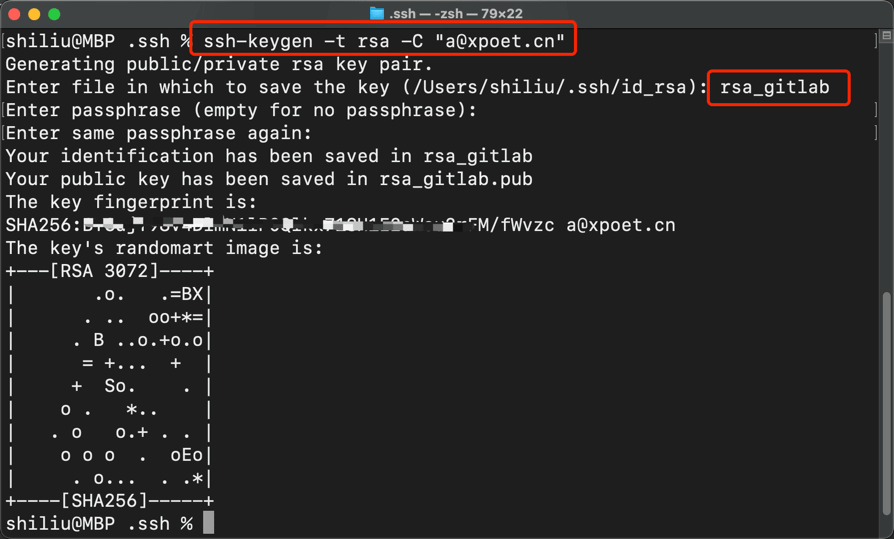 .ssh — -zsh — 79×22
shiliu@MBP .ssh % ssh-keygen -t rsa -C "a@xpoet.cn"
Generating public/private rsa key pair.
Enter file in which to save the key (/Users/shiliu/.ssh/id_rsa): rsa_gitlab
Enter passphrase (empty for no passphrase):
Enter same passphrase again:
Your identification has been saved in rsa_gitlab
Your public key has been saved in rsa_gitlab.pub
The key fingerprint is:
SHA256: M/fWvzc a@xpoet.cn
The key's randomart image is:
+---[RSA 3072]----+
|       .o.   .=BX|
|      . ..  oo+*=|
|     . B ..o.+o.o|
|      = +...  +  |
|     +  So.    . |
|    o .   *..    |
|   . o   o.+ . . |
|    o o o  .  oEo|
|     . o...  . .*|
+----[SHA256]-----+
shiliu@MBP .ssh %